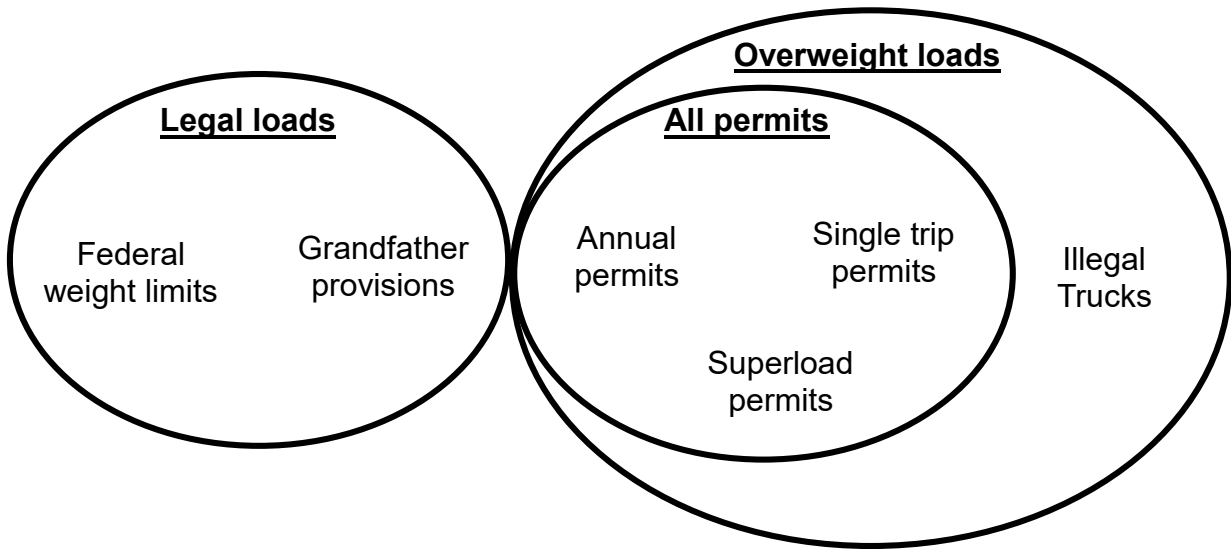 Overweight loads
Legal loads
All permits
Federal
weight limits
Grandfather
provisions
Annual
permits
Single trip
permits
Illegal
Trucks
Superload
permits